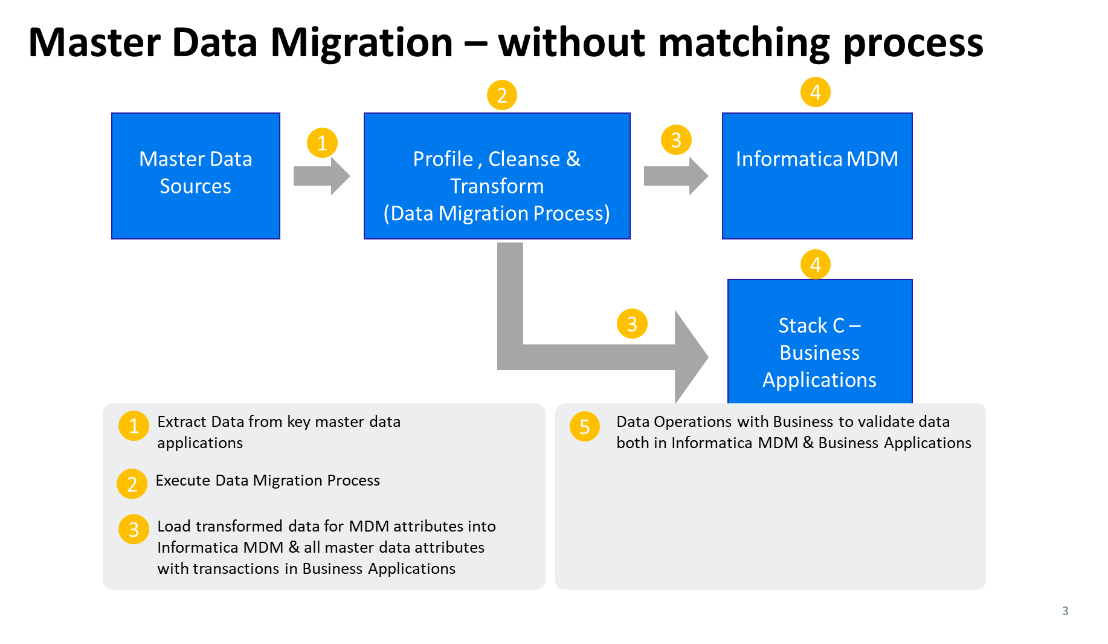 Master Data Migration – without matching process
2
4
1
3
Master Data
Sources
Profile , Cleanse &
Transform
(Data Migration Process)
Informatica MDM
4
3
Stack C –
Business
Applications
1 Extract Data from key master data
applications
2 Execute Data Migration Process
3 Load transformed data for MDM attributes into
Informatica MDM & all master data attributes
with transactions in Business Applications
5 Data Operations with Business to validate data
both in Informatica MDM & Business Applications
3